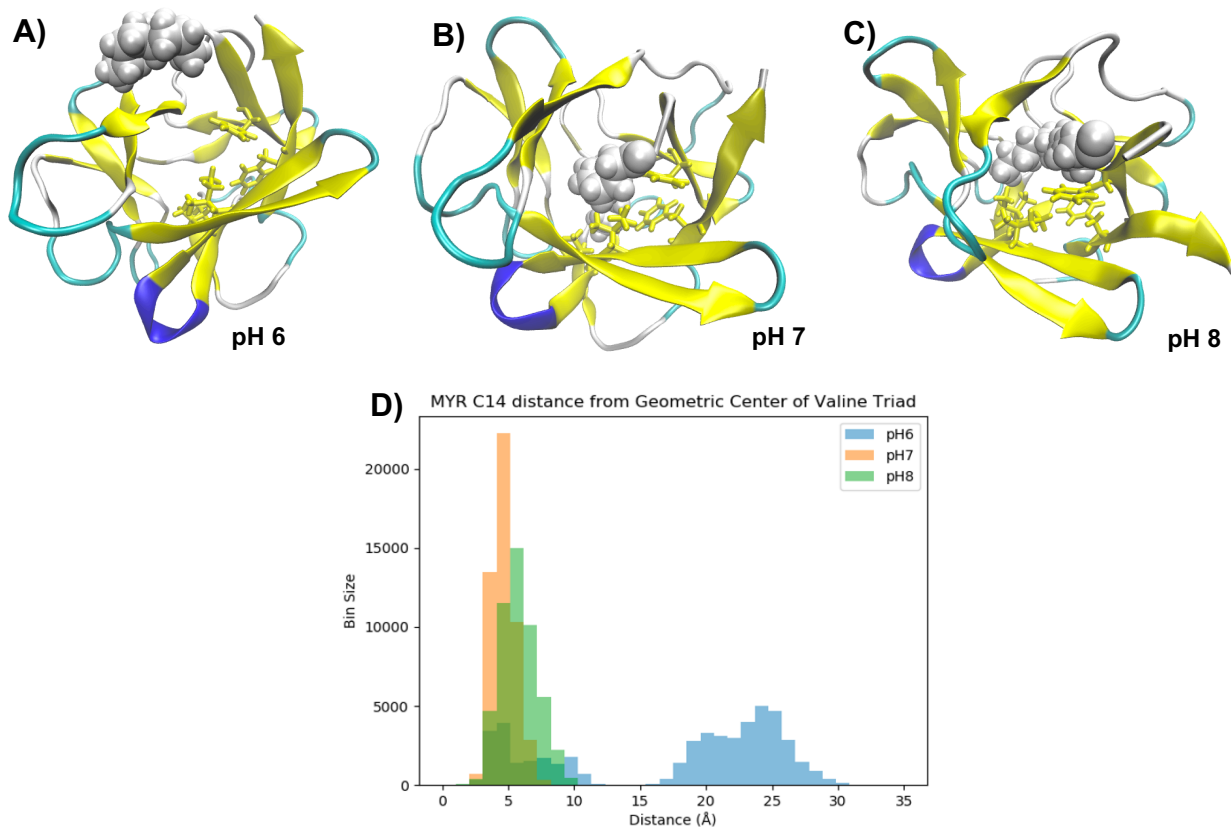 A)
B)
C)
pH 6
pH 7
pH 8
D)
MYR C14 distance from Geometric Center of Valine Triad
pH6
pH7
pH8
20000
15000
10000
5000
0
Bin Size
0 5 10 15 20 25 30 35
Distance (Å)